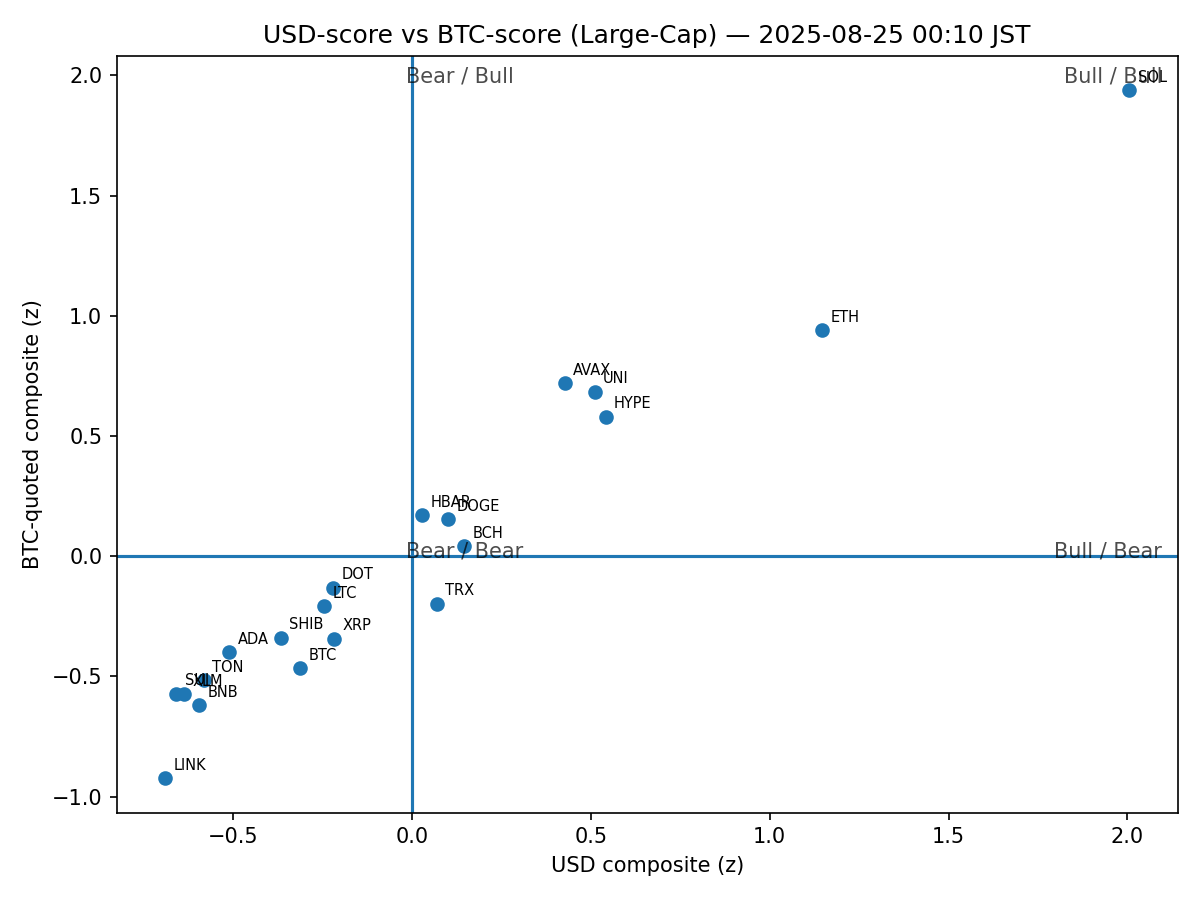 USD-score vs BTC-score (Large-Cap) — 2025-08-25 00:10 JST
BTC-quoted composite (z)
2.0
1.5
1.0
0.5
0.0
−0.5
−1.0
Bear / Bull
Bull / Bull
SOL
ETH
AVAX
UNI
HYPE
HBAR
DOGE
BCH
Bear / Bear
Bull / Bear
DOT
LTC
TRX
SHIB
XRP
ADA
BTC
TON
XLM
BNB
LINK
−0.5
0.0
0.5
1.0
1.5
2.0
USD composite (z)